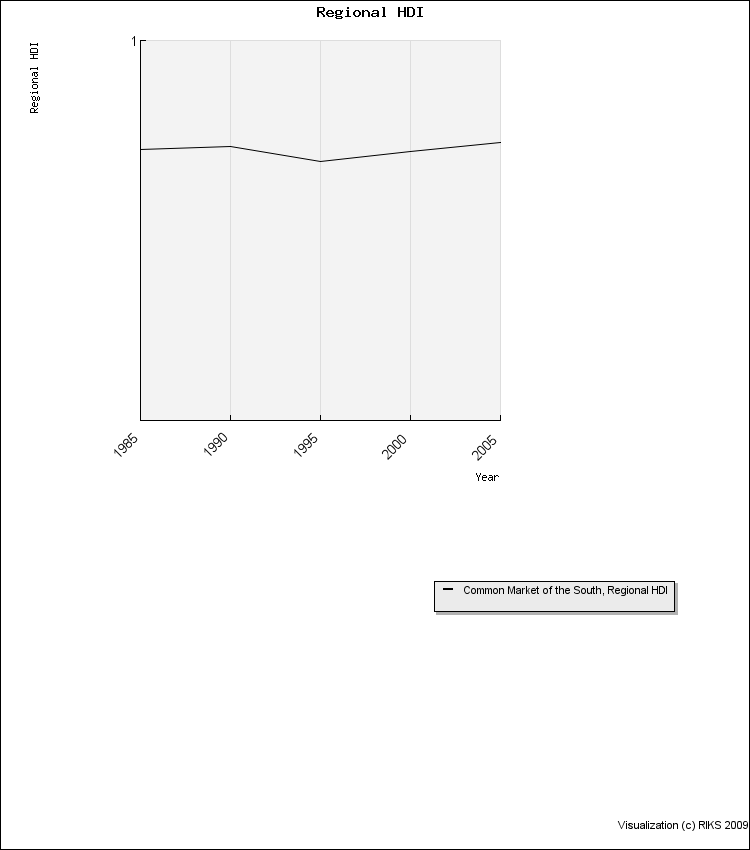 Regional HDI
1
Regional HDI
1985
1990
1995
2000
2005
Year
Common Market of the South, Regional HDI
Visualization (c) RIKS 2009